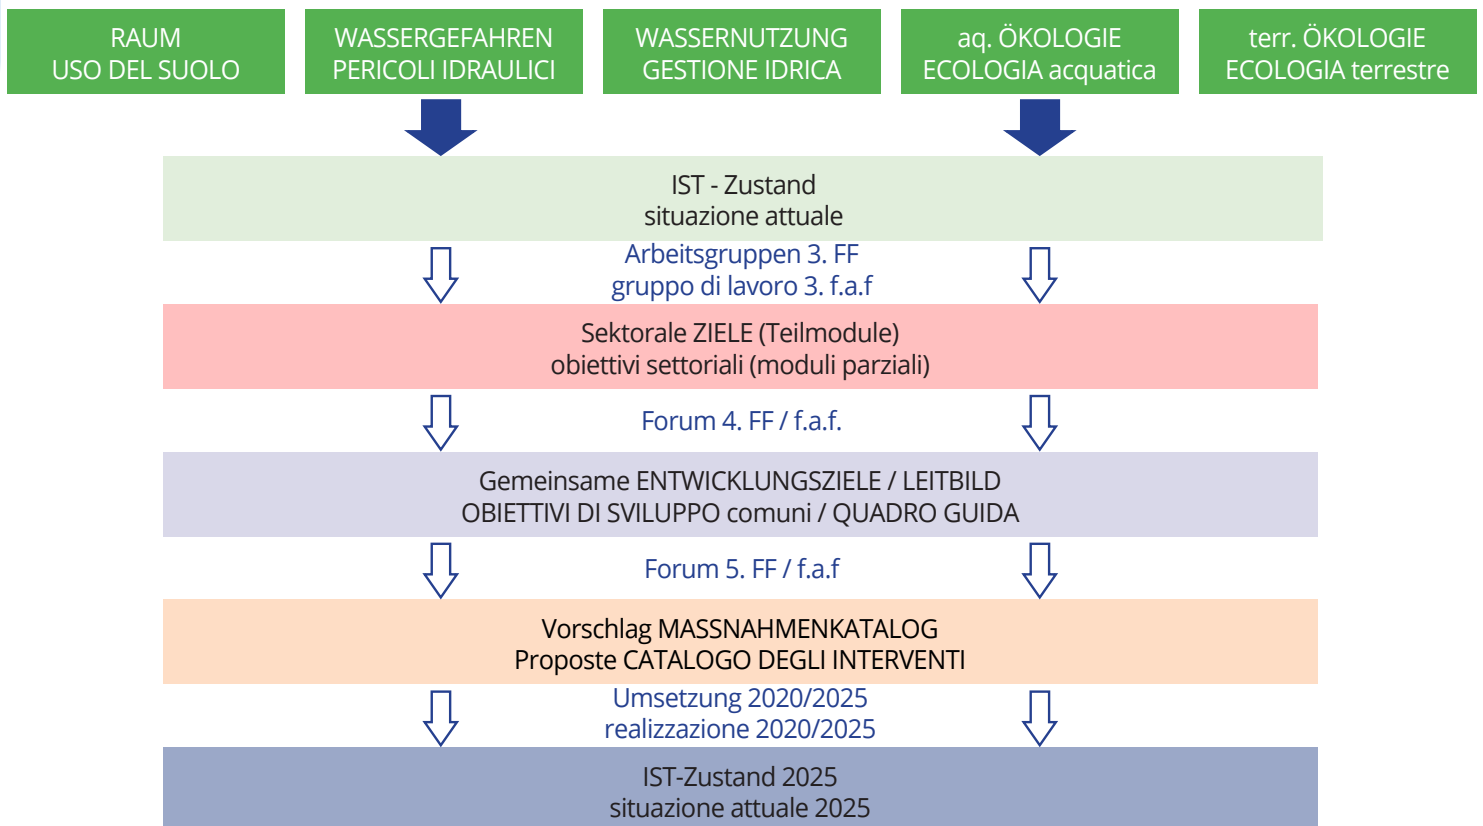 RAUM
USO DEL SUOLO
WASSERGEFAHREN
PERICOLI IDRAULICI
WASSERNUTZUNG
GESTIONE IDRICA
aq. ÖKOLOGIE
ECOLOGIA acquatica
terr. ÖKOLOGIE
ECOLOGIA terrestre
IST - Zustand
situazione attuale
Arbeitsgruppen 3. FF
gruppo di lavoro 3. f.a.f
Sektorale ZIELE (Teilmodule)
obiettivi settoriali (moduli parziali)
Forum 4. FF / f.a.f.
Gemeinsame ENTWICKLUNGSZIELE / LEITBILD
OBIETTIVI DI SVILUPPO comuni / QUADRO GUIDA
Forum 5. FF / f.a.f
Vorschlag MASSNAHMENKATALOG
Proposte CATALOGO DEGLI INTERVENTI
Umsetzung 2020/2025
realizzazione 2020/2025
IST-Zustand 2025
situazione attuale 2025